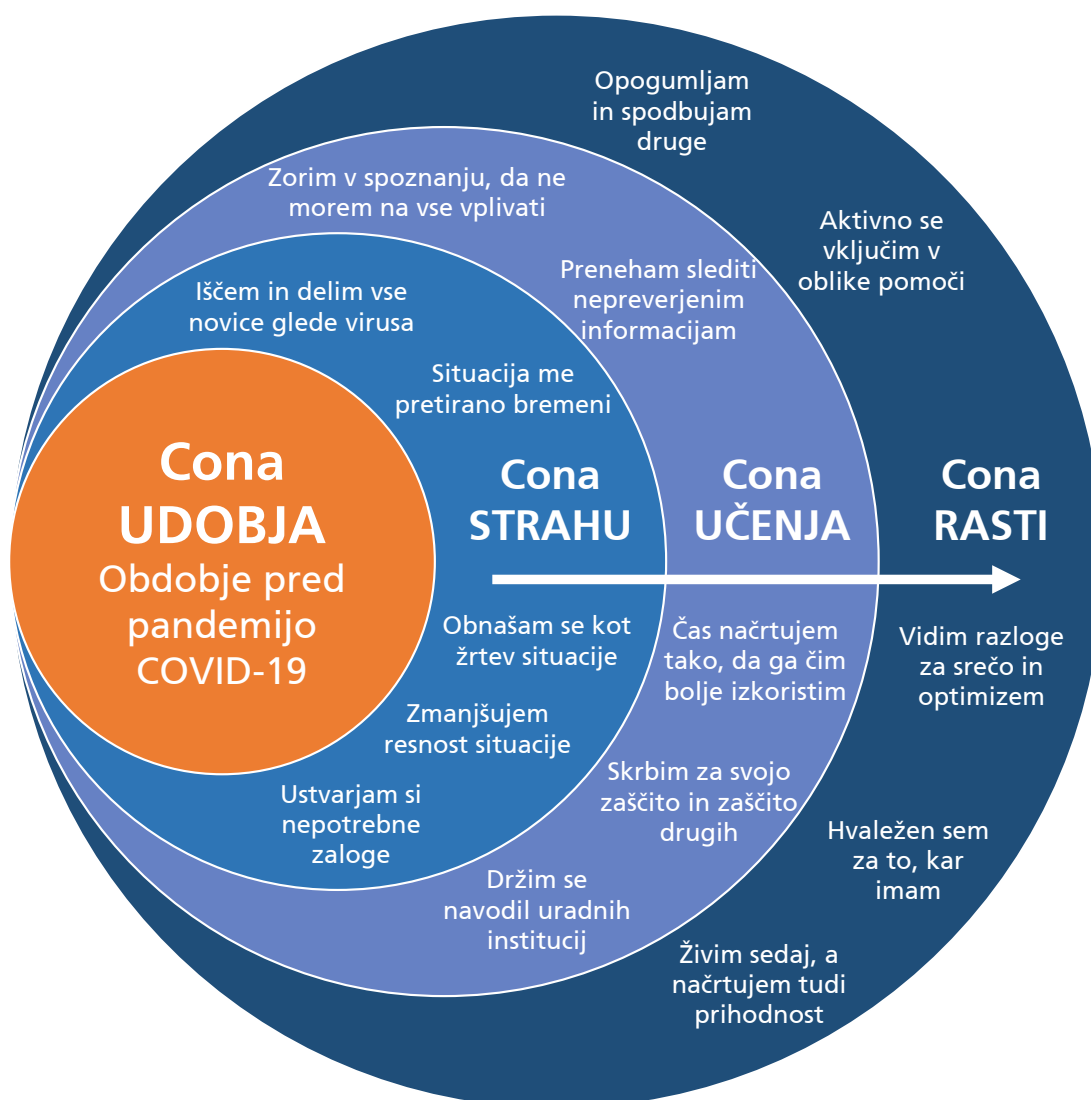 Opogumljam
in spodbujam
druge
Aktivno se
vključim v
oblike pomoči
Zorim v spoznanju, da ne
morem na vse vplivati
Preneham slediti
nepreverjenim
informacijam
Iščem in delim vse
novice glede virusa
Situacija me
pretirano bremeni
Cona
UDOBJA
Obdobje pred
pandemijo
COVID-19
Cona
STRAHU
Cona
UČENJA
Cona
RASTI
Obnašam se kot
žrtev situacije
Zmanjšujem
resnost situacije
Ustvarjam si
nepotrebne
zaloge
Čas načrtujem
tako, da ga čim
bolje izkoristim
Skrbim za svojo
zaščito in zaščito
drugih
Držim se
navodil uradnih
institucij
Vidim razloge
za srečo in
optimizem
Hvaležen sem
za to, kar
imam
Živim sedaj, a
načrtujem tudi
prihodnost